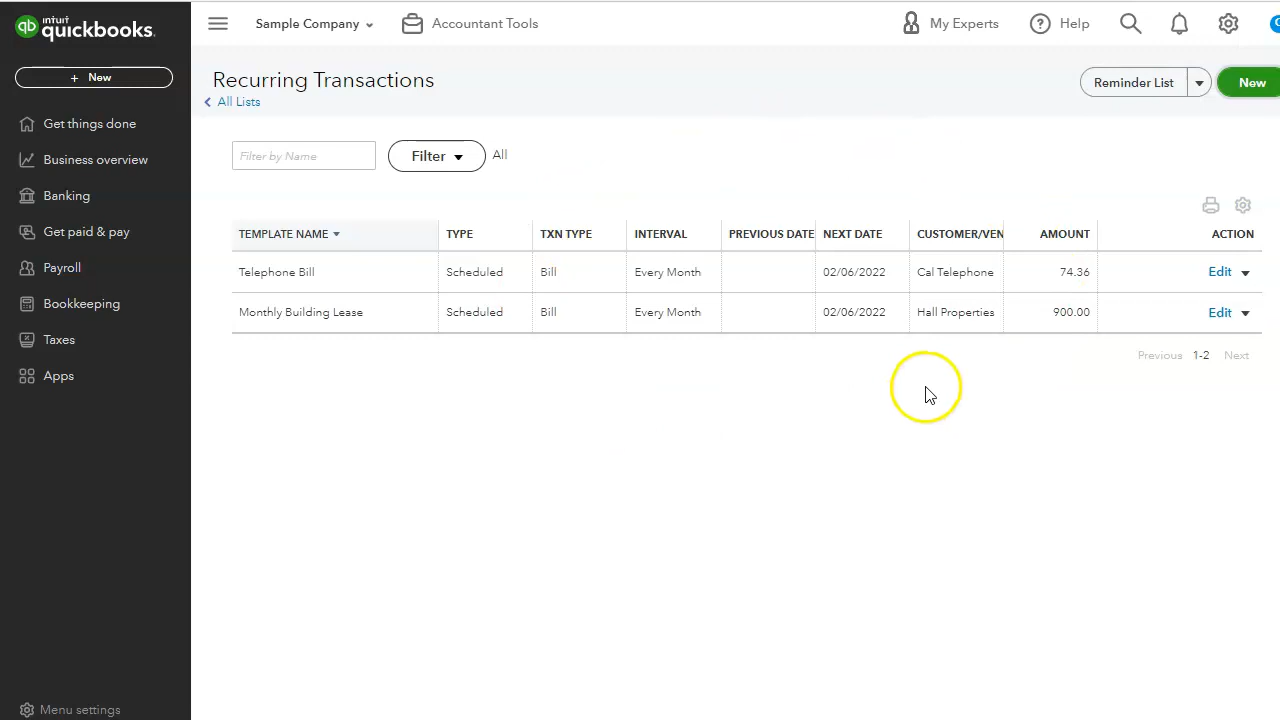 intuit
quickbooks.
Sample Company
Accountant Tools
My Experts
Help
+ New
Recurring Transactions
All Lists
Reminder List
New
Get things done
Business overview
Banking
Get paid & pay
Payroll
Bookkeeping
Taxes
Apps
Menu settings
Filter by Name
Filter
All
TEMPLATE NAME TYPE TXN TYPE INTERVAL PREVIOUS DATE NEXT DATE CUSTOMER/VEN AMOUNT ACTION
Telephone Bill Scheduled Bill Every Month 02/06/2022 Cal Telephone 74.36 Edit
Monthly Building Lease Scheduled Bill Every Month 02/06/2022 Hall Properties 900.00 Edit
Previous 1-2 Next